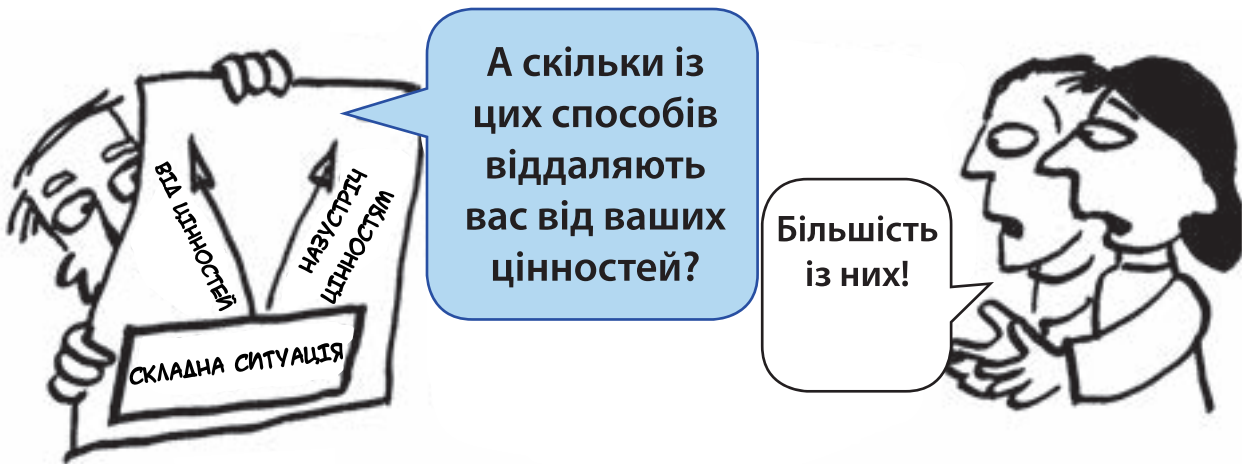 ВІД ЦІННОСТЕЙ
НАЗУСТРІЧ
ЦІННОСТЯМ
СКЛАДНА СИТУАЦІЯ
А скільки із
цих способів
віддаляють
вас від ваших
цінностей?
Більшість
із них!